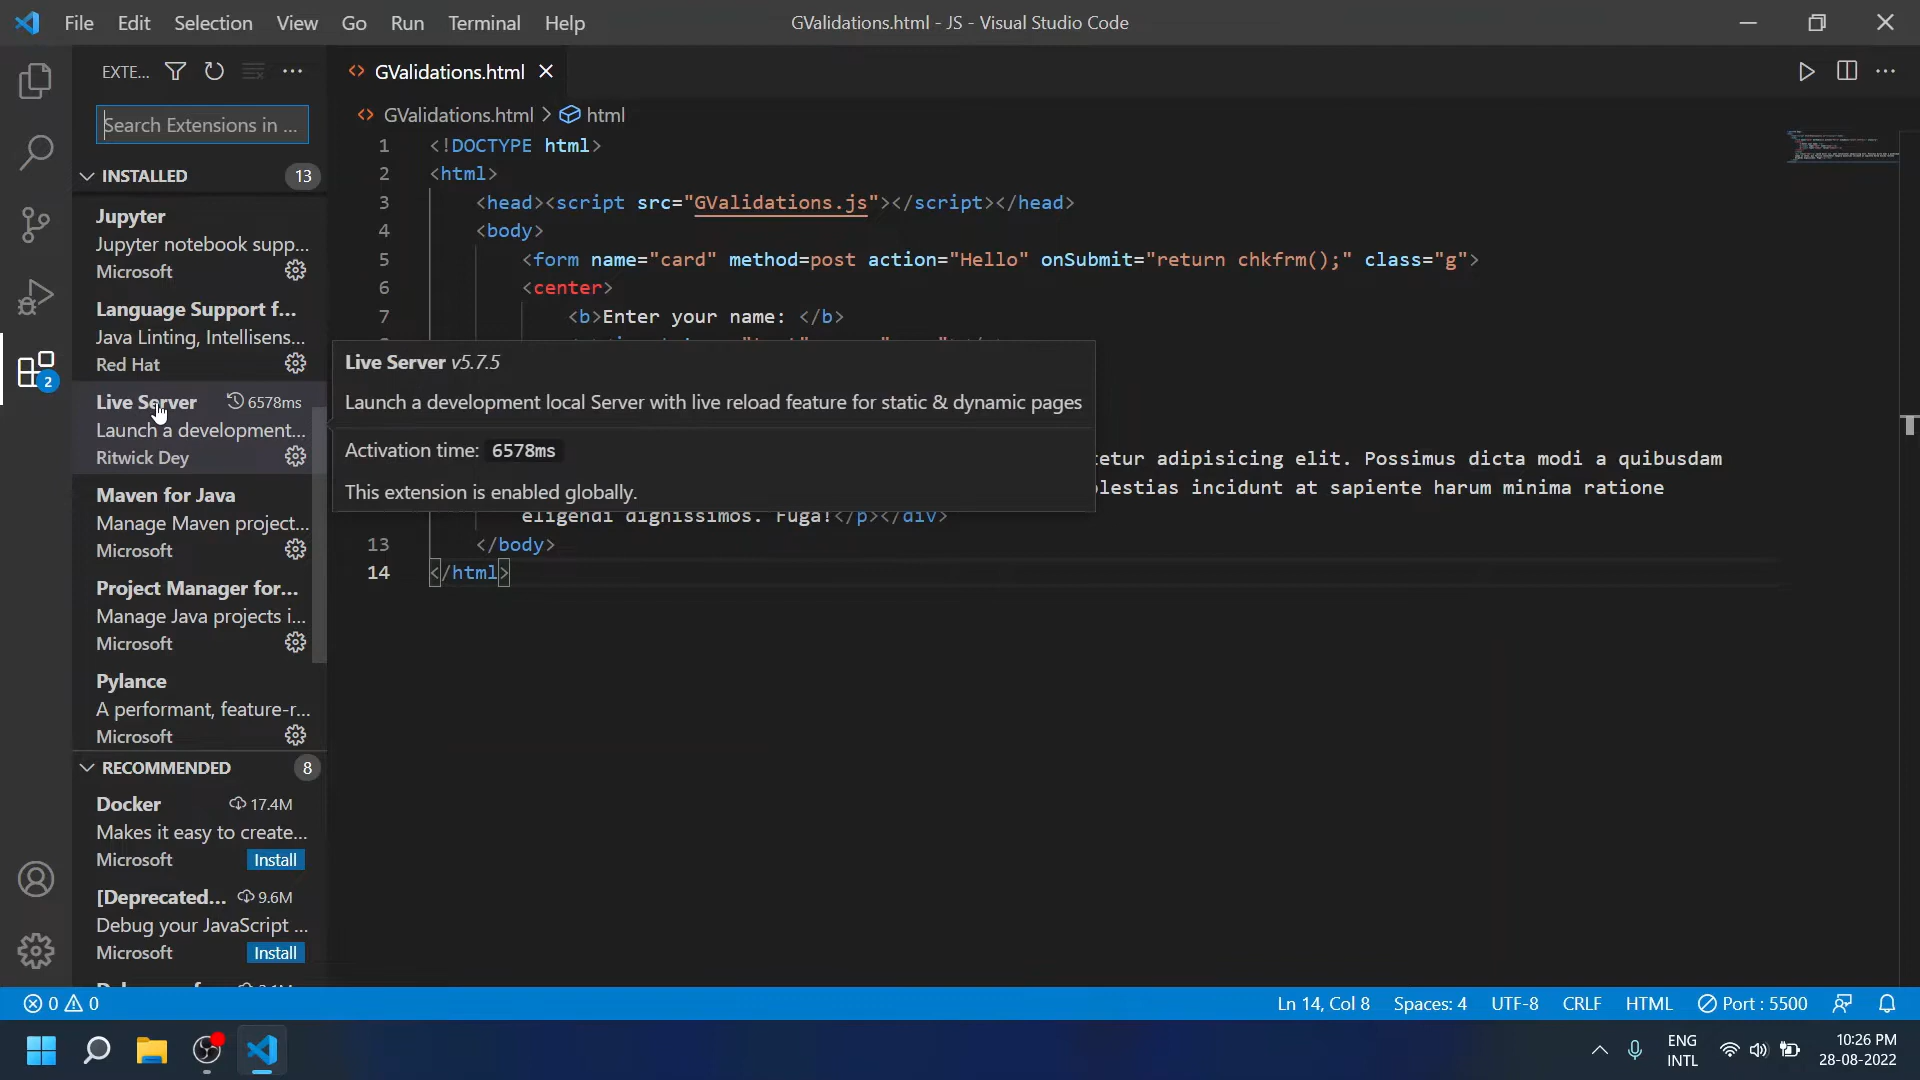 File Edit Selection View Go Run Terminal Help
GValidations.html - JS - Visual Studio Code
EXTE...
GValidations.html
Search Extensions in ...
GValidations.html > html
INSTALLED 13
Jupyter
Jupyter notebook supp...
Microsoft
Language Support f...
Java Linting, Intellisens...
Red Hat
Live Server 6578ms
Launch a development...
Ritwick Dey
Maven for Java
Manage Maven project...
Microsoft
Project Manager for...
Manage Java projects i...
Microsoft
Pylance
A performant, feature-r...
Microsoft
RECOMMENDED 8
Docker 17.4M
Makes it easy to create...
Microsoft Install
[Deprecated... 9.6M
Debug your JavaScript ...
Microsoft Install
2
1 <!DOCTYPE html>
2 <html>
3 <head><script src="GValidations.js"></script></head>
4 <body>
5 <form name="card" method=post action="Hello" onSubmit="return chkfrm();" class="g">
6 <center>
7 <b>Enter your name: </b>
Live Server v5.7.5
Launch a development local Server with live reload feature for static & dynamic pages
Activation time: 6578ms
This extension is enabled globally.
etur adipisicing elit. Possimus dicta modi a quibusdam
lestias incidunt at sapiente harum minima ratione
eligendi dignissimos. Fuga!</p></div>
13 </body>
14 </html>
0 0
Ln 14, Col 8 Spaces: 4 UTF-8 CRLF HTML Port : 5500
ENG
INTL
10:26 PM
28-08-2022